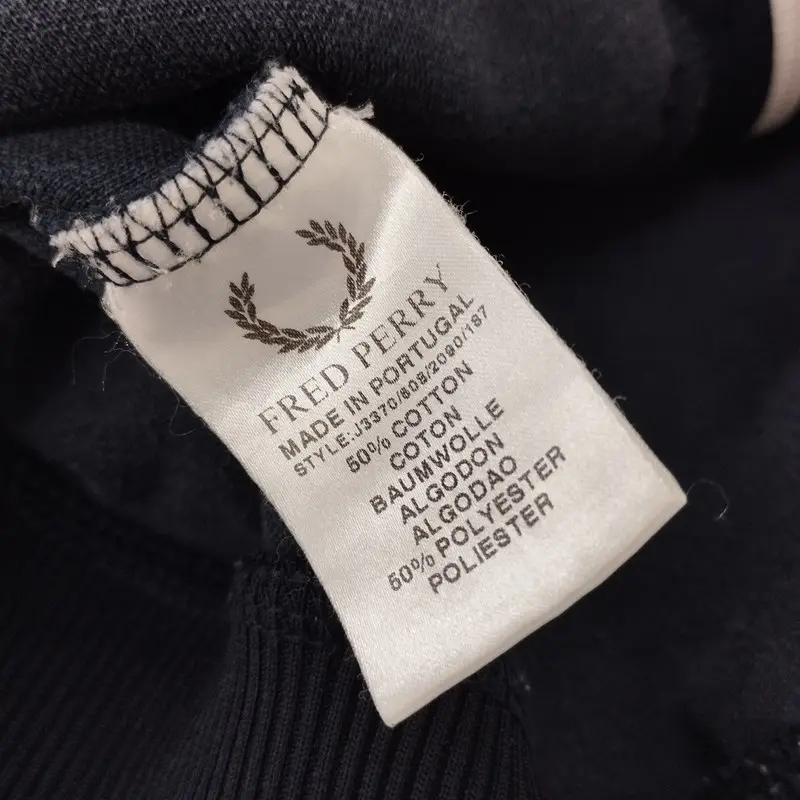 FRED PERRY
MADE IN PORTUGAL
STYLE:J3370/608/2090/187
50% COTTON
COTON
BAUMWOLLE
ALGODON
ALGODAO
50% POLYESTER
POLIESTER